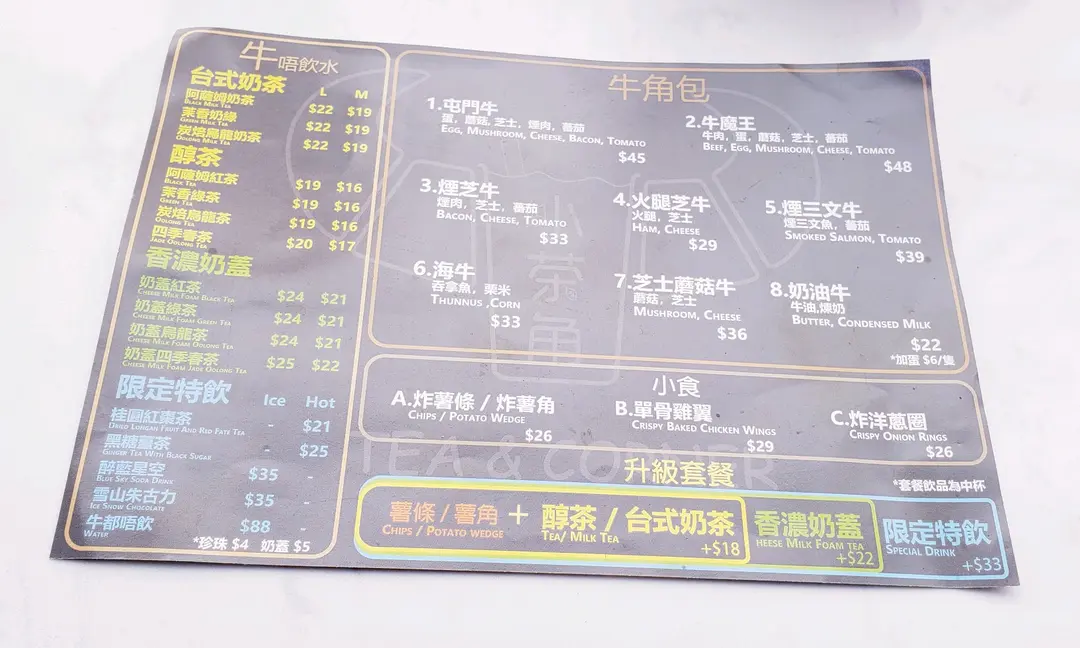 牛唔飲水
台式奶茶 L M
阿薩姆奶茶 $22 $19
Black Milk Tea
茉香奶綠 $22 $19
Green Milk Tea
炭焙烏龍奶茶 $22 $19
Oolong Milk Tea
醇茶
阿薩姆紅茶 $19 $16
Black Tea
茉香綠茶 $19 $16
Green Tea
炭焙烏龍茶 $19 $16
Oolong Tea
四季春茶 $20 $17
Jade Oolong Tea
香濃奶蓋
奶蓋紅茶 $24 $21
Cheese Milk Foam Black Tea
奶蓋綠茶 $24 $21
Cheese Milk Foam Green Tea
奶蓋烏龍茶 $24 $21
Cheese Milk Foam Oolong Tea
奶蓋四季春茶 $25 $22
Cheese Milk Foam Jade Oolong Tea
限定特飲 Ice Hot
桂圓紅棗茶 - $21
Dried Longan Fruit And Red Fate Tea
黑糖薑茶 - $25
Ginger Tea With Black Sugar
醉藍星空 $35 -
Blue Sky Soda Drink
雪山朱古力 $35 -
Ice Snow Chocolate
牛都唔飲 $88 -
Water
*珍珠 $4 奶蓋 $5
牛角包
1.屯門牛
蛋, 蘑菇, 芝士, 煙肉, 蕃茄
Egg, Mushroom, Cheese, Bacon, Tomato
$45
2.牛魔王
牛肉, 蛋, 蘑菇, 芝士, 蕃茄
Beef, Egg, Mushroom, Cheese, Tomato
$48
3.煙芝牛
煙肉, 芝士, 蕃茄
Bacon, Cheese, Tomato
$33
4.火腿芝牛
火腿, 芝士
Ham, Cheese
$29
5.煙三文牛
煙三文魚, 蕃茄
Smoked Salmon, Tomato
$39
6.海牛
吞拿魚, 粟米
Thunnus ,Corn
$33
7.芝士蘑菇牛
蘑菇, 芝士
Mushroom, Cheese
$36
8.奶油牛
牛油,煉奶
Butter, Condensed Milk
$22
*加蛋 $6/隻
小茶角
小食
A.炸薯條 / 炸薯角
Chips / Potato Wedge
$26
B.單骨雞翼
Crispy Baked Chicken Wings
$29
C.炸洋蔥圈
Crispy Onion Rings
$26
TEA & CORNER
升級套餐
*套餐飲品為中杯
薯條 / 薯角 + 醇茶 / 台式奶茶
Chips / Potato wedge Tea/ Milk Tea
+$18
香濃奶蓋
heese Milk Foam tea
+$22
限定特飲
Special Drink
+$33